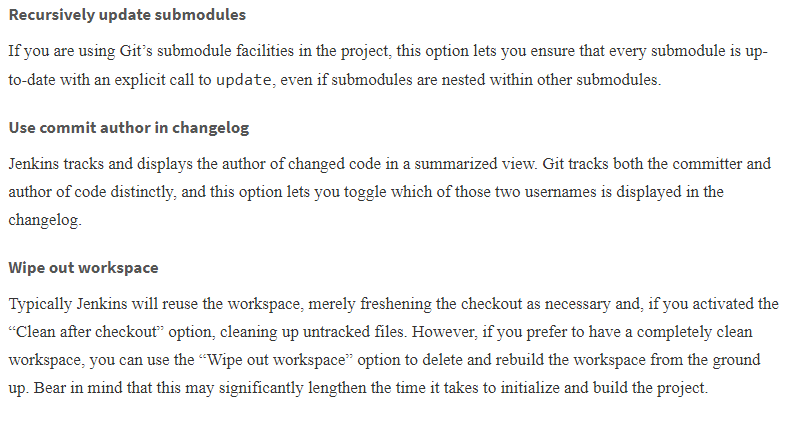 Recursively update submodules
If you are using Git’s submodule facilities in the project, this option lets you ensure that every submodule is up-
to-date with an explicit call to update, even if submodules are nested within other submodules.
Use commit author in changelog
Jenkins tracks and displays the author of changed code in a summarized view. Git tracks both the committer and
author of code distinctly, and this option lets you toggle which of those two usernames is displayed in the
changelog.
Wipe out workspace
Typically Jenkins will reuse the workspace, merely freshening the checkout as necessary and, if you activated the
“Clean after checkout” option, cleaning up untracked files. However, if you prefer to have a completely clean
workspace, you can use the “Wipe out workspace” option to delete and rebuild the workspace from the ground
up. Bear in mind that this may significantly lengthen the time it takes to initialize and build the project.